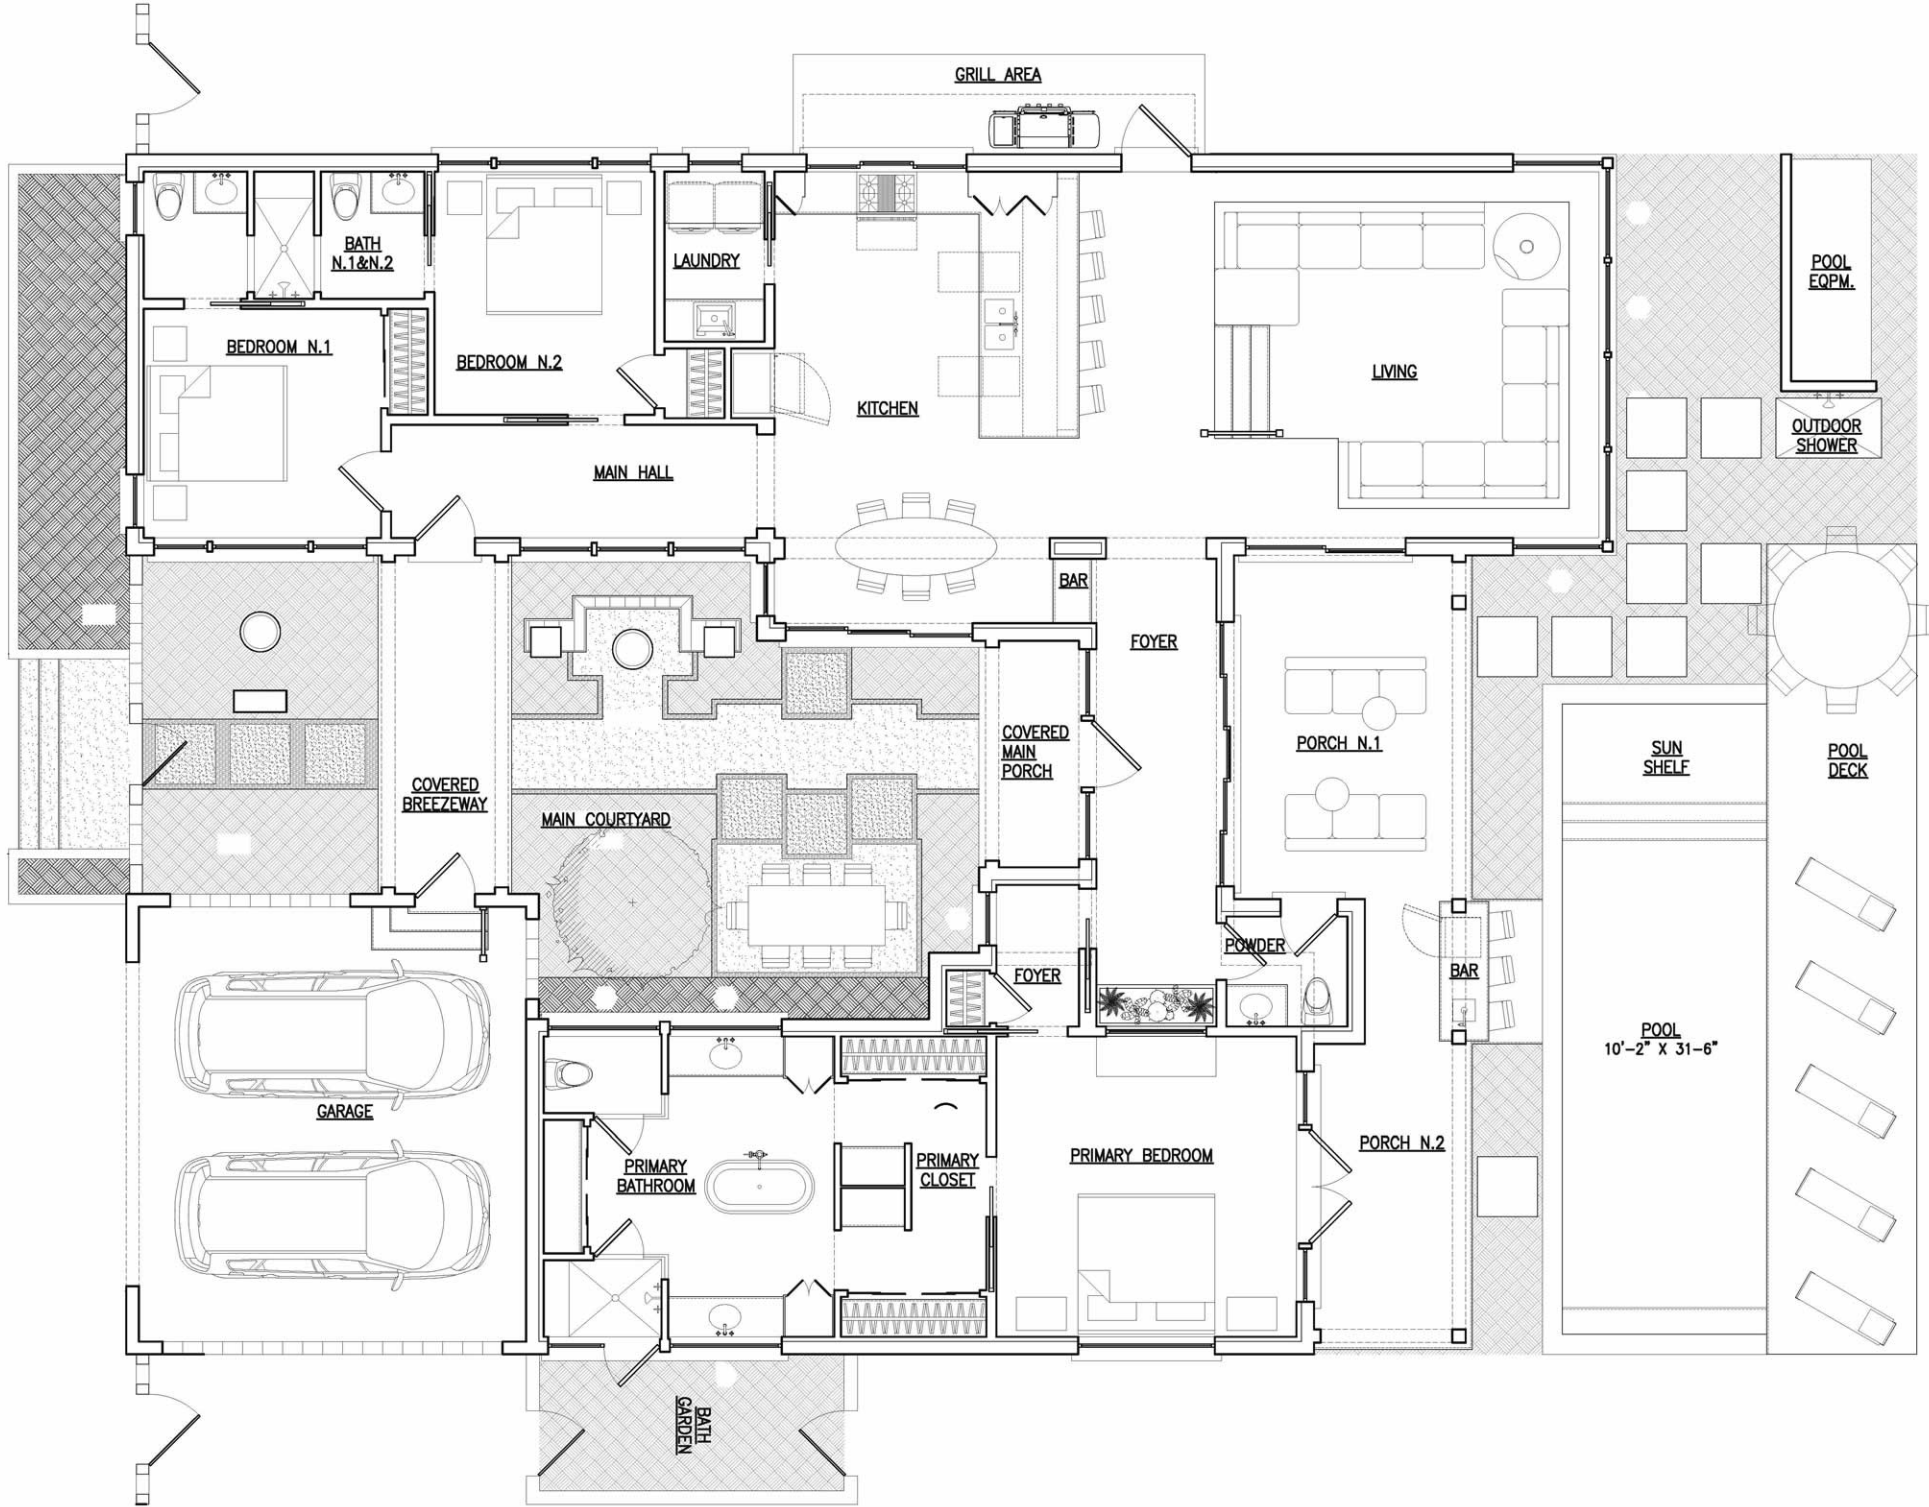 GRILL AREA
BATH
N.1&N.2
LAUNDRY
POOL
EQPM.
BEDROOM N.1
BEDROOM N.2
LIVING
KITCHEN
OUTDOOR
SHOWER
MAIN HALL
BAR
FOYER
COVERED
MAIN
PORCH
PORCH N.1
SUN
SHELF
POOL
DECK
COVERED
BREEZEWAY
MAIN COURTYARD
POWDER
FOYER
BAR
POOL
10'-2" X 31-6"
GARAGE
PRIMARY
BATHROOM
PRIMARY
CLOSET
PRIMARY BEDROOM
PORCH N.2
BATH
GARDEN